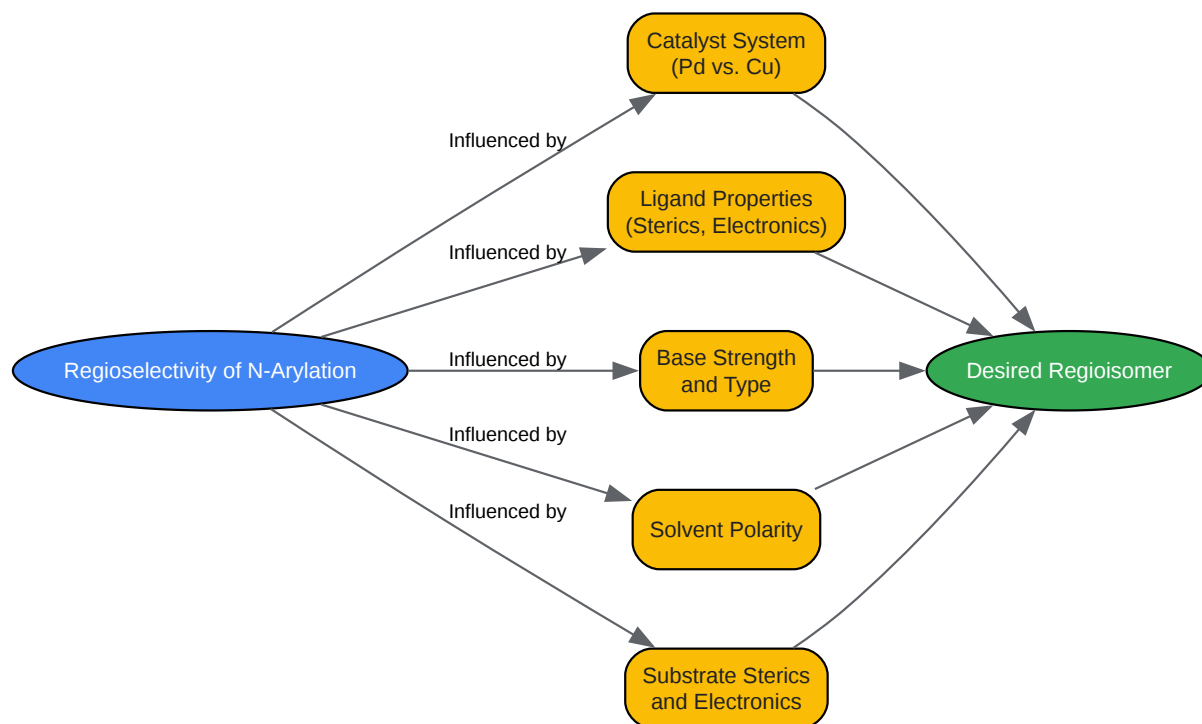 Catalyst System
(Pd vs. Cu)
Influenced by
Ligand Properties
(Sterics, Electronics)
Influenced by
Regioselectivity of N-Arylation
Influenced by
Base Strength
and Type
Desired Regioisomer
Influenced by
Solvent Polarity
Influenced by
Substrate Sterics
and Electronics